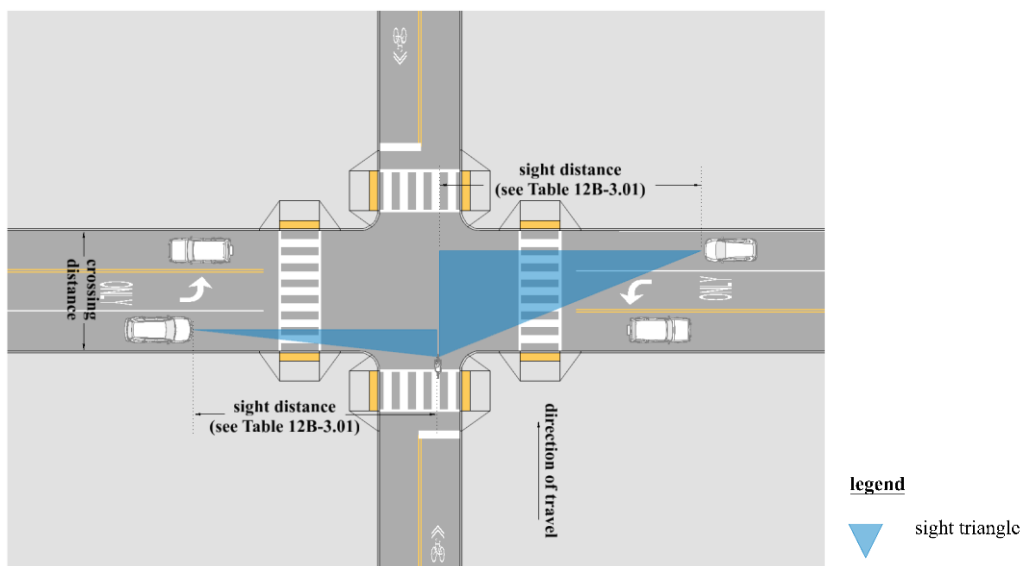 sight distance
(see Table 12B-3.01)
crossing
distance
ONLY
ONLY
sight distance
(see Table 12B-3.01)
direction of travel
legend
sight triangle